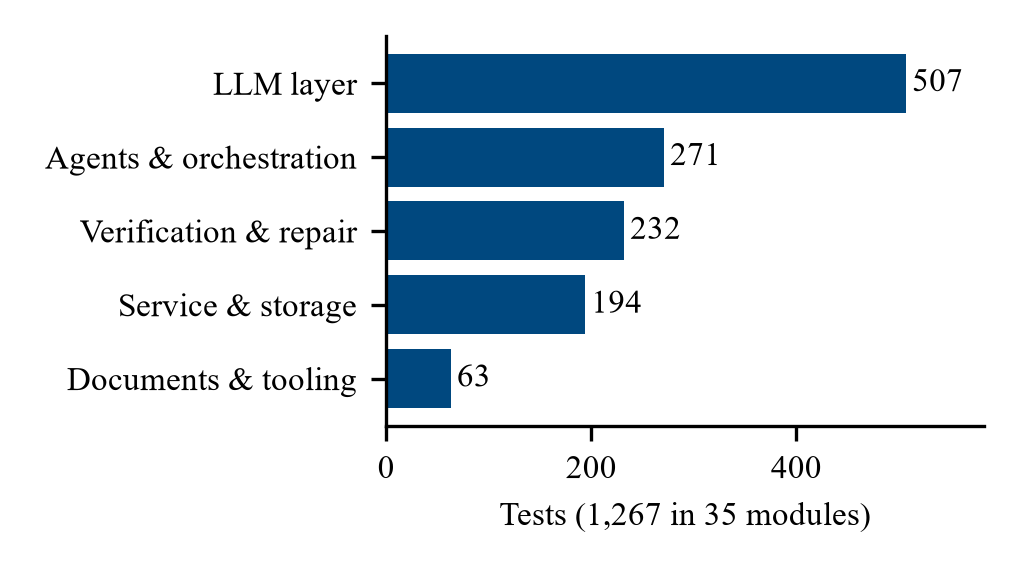 LLM layer 507
Agents & orchestration 271
Verification & repair 232
Service & storage 194
Documents & tooling 63
0 200 400
Tests (1,267 in 35 modules)